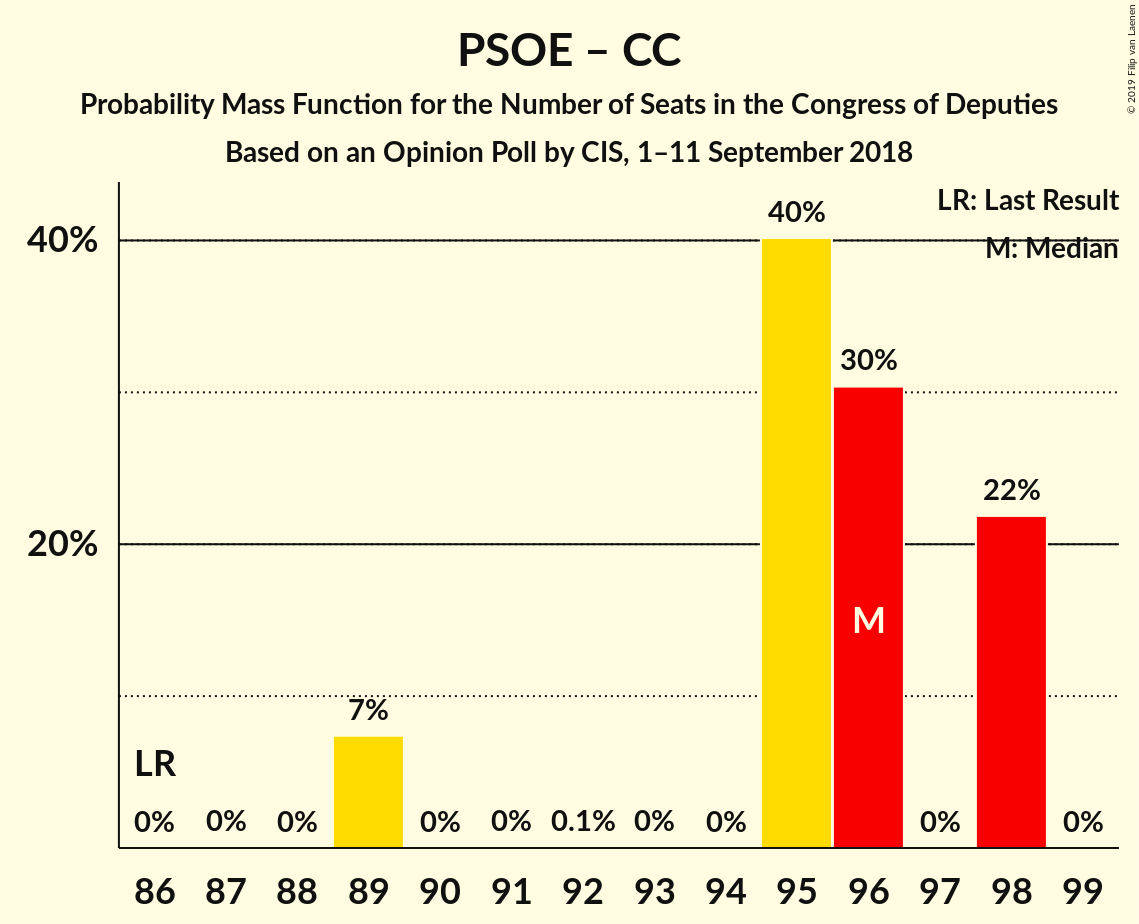 PSOE – CC
Probability Mass Function for the Number of Seats in the Congress of Deputies
Based on an Opinion Poll by CIS, 1–11 September 2018
© 2019 Filip van Laenen
LR: Last Result
M: Median
40%
20%
40%
30%
22%
M
7%
LR
0% 0% 0% 0% 0% 0.1% 0% 0% 0% 0%
86 87 88 89 90 91 92 93 94 95 96 97 98 99